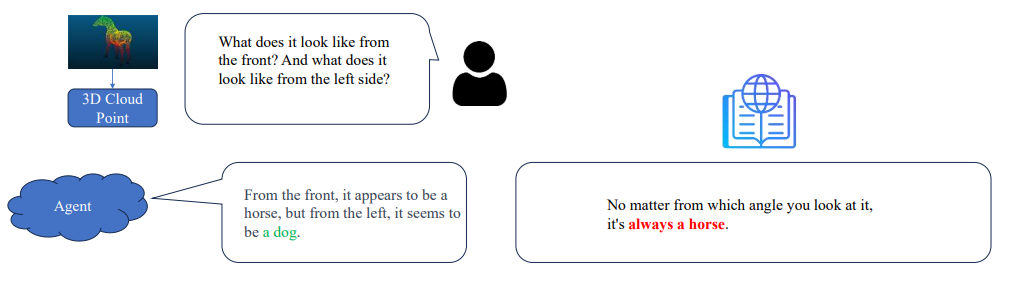 What does it look like from
the front? And what does it
look like from the left side?
3D Cloud
Point
Agent
From the front, it appears to be a
horse, but from the left, it seems to
be a dog.
No matter from which angle you look at it,
it's always a horse.